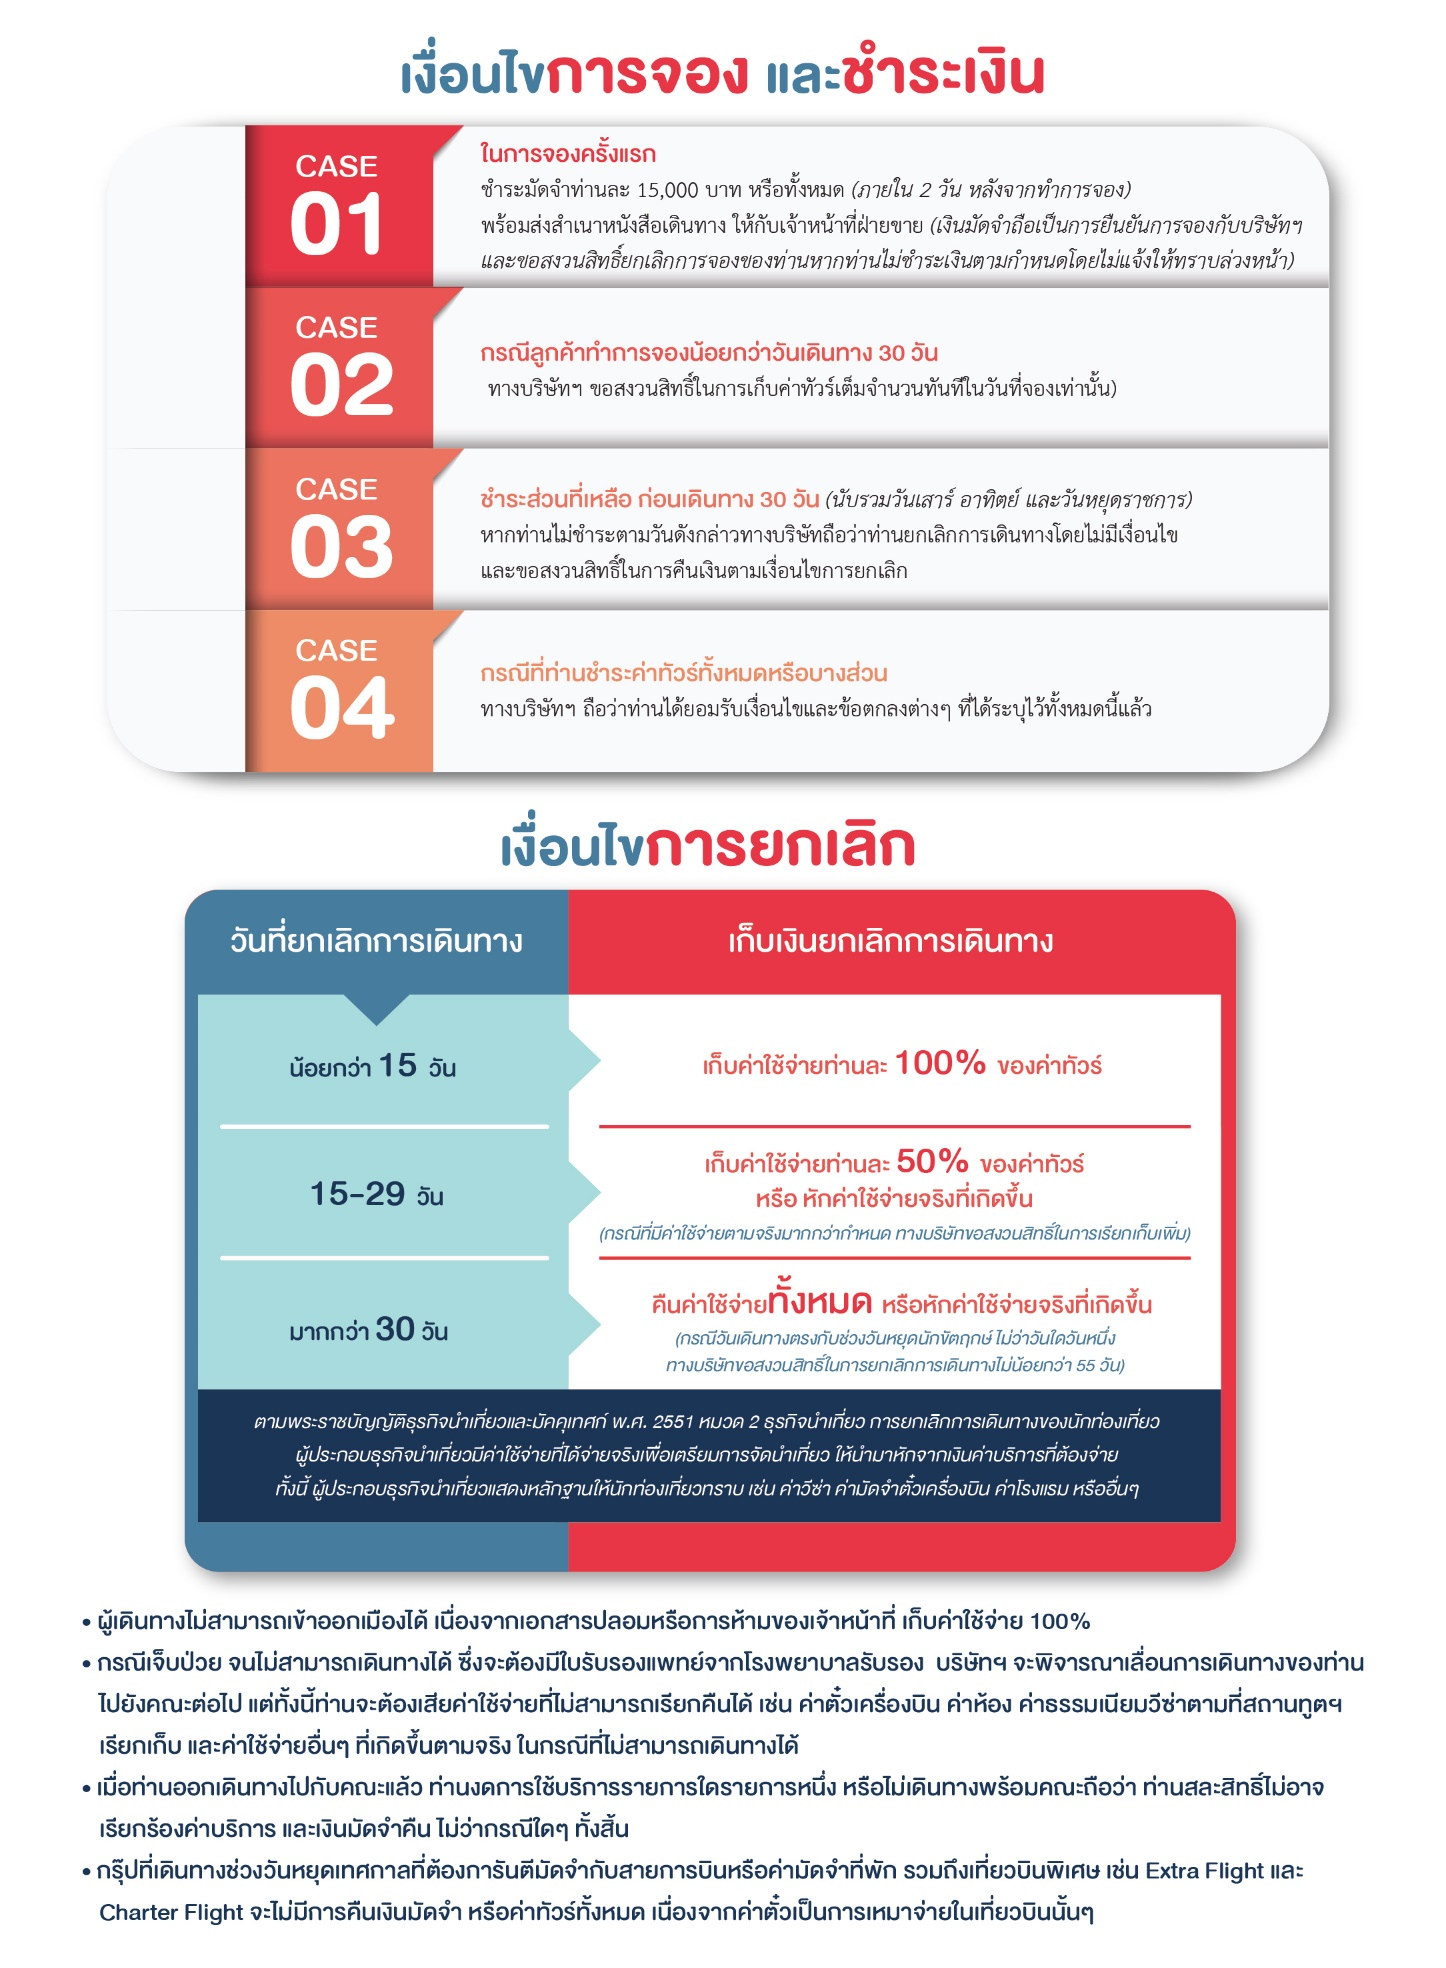 เงื่อนไขการจอง และชำระเงิน
CASE
01
ในการจองครั้งแรก
ชำระมัดจำท่านละ 15,000 บาท หรือทั้งหมด (ภายใน 2 วัน หลังจากทำการจอง)
พร้อมส่งสำเนาหนังสือเดินทาง ให้กับเจ้าหน้าที่ฝ่ายขาย (เงินมัดจำถือเป็นการยืนยันการจองกับบริษัทฯ
และขอสงวนสิทธิ์ยกเลิกการจองของท่านหากท่านไม่ชำระเงินตามกำหนดโดยไม่แจ้งให้ทราบล่วงหน้า)
CASE
02
กรณีลูกค้าทำการจองน้อยกว่าวันเดินทาง 30 วัน
ทางบริษัทฯ ขอสงวนสิทธิ์ในการเก็บค่าทัวร์เต็มจำนวนทันทีในวันที่จองเท่านั้น)
CASE
03
ชำระส่วนที่เหลือ ก่อนเดินทาง 30 วัน (นับรวมวันเสาร์ อาทิตย์ และวันหยุดราชการ)
หากท่านไม่ชำระตามวันดังกล่าวทางบริษัทถือว่าท่านยกเลิกการเดินทางโดยไม่มีเงื่อนไข
และขอสงวนสิทธิ์ในการคืนเงินตามเงื่อนไขการยกเลิก
CASE
04
กรณีที่ท่านชำระค่าทัวร์ทั้งหมดหรือบางส่วน
ทางบริษัทฯ ถือว่าท่านได้ยอมรับเงื่อนไขและข้อตกลงต่างๆ ที่ได้ระบุไว้ทั้งหมดนี้แล้ว
เงื่อนไขการยกเลิก
วันที่ยกเลิกการเดินทาง
เก็บเงินยกเลิกการเดินทาง
น้อยกว่า 15 วัน
เก็บค่าใช้จ่ายท่านละ 100% ของค่าทัวร์
15-29 วัน
เก็บค่าใช้จ่ายท่านละ 50% ของค่าทัวร์
หรือ หักค่าใช้จ่ายจริงที่เกิดขึ้น
(กรณีที่มีค่าใช้จ่ายตามจริงมากกว่ากำหนด ทางบริษัทขอสงวนสิทธิ์ในการเรียกเก็บเพิ่ม)
มากกว่า 30 วัน
คืนค่าใช้จ่ายทั้งหมด หรือหักค่าใช้จ่ายจริงที่เกิดขึ้น
(กรณีวันเดินทางตรงกับช่วงวันหยุดนักขัตฤกษ์ ไม่ว่าวันใดวันหนึ่ง
ทางบริษัทขอสงวนสิทธิ์ในการยกเลิกการเดินทางไม่น้อยกว่า 55 วัน)
ตามพระราชบัญญัติธุรกิจนำเที่ยวและมัคคุเทศก์ พ.ศ. 2551 หมวด 2 ธุรกิจนำเที่ยว การยกเลิกการเดินทางของนักท่องเที่ยว
ผู้ประกอบธุรกิจนำเที่ยวมีค่าใช้จ่ายที่ได้จ่ายจริงเพื่อเตรียมการจัดนำเที่ยว ให้นำมาหักจากเงินค่าบริการที่ต้องจ่าย
ทั้งนี้ ผู้ประกอบธุรกิจนำเที่ยวแสดงหลักฐานให้นักท่องเที่ยวทราบ เช่น ค่าวีซ่า ค่ามัดจำตั๋วเครื่องบิน ค่าโรงแรม หรืออื่นๆ
• ผู้เดินทางไม่สามารถเข้าออกเมืองได้ เนื่องจากเอกสารปลอมหรือการห้ามของเจ้าหน้าที่ เก็บค่าใช้จ่าย 100%
• กรณีเจ็บป่วย จนไม่สามารถเดินทางได้ ซึ่งจะต้องมีใบรับรองแพทย์จากโรงพยาบาลรับรอง บริษัทฯ จะพิจารณาเลื่อนการเดินทางของท่าน
ไปยังคณะต่อไป แต่ทั้งนี้ท่านจะต้องเสียค่าใช้จ่ายที่ไม่สามารถเรียกคืนได้ เช่น ค่าตั๋วเครื่องบิน ค่าห้อง ค่าธรรมเนียมวีซ่าตามที่สถานทูตฯ
เรียกเก็บ และค่าใช้จ่ายอื่นๆ ที่เกิดขึ้นตามจริง ในกรณีที่ไม่สามารถเดินทางได้
• เมื่อท่านออกเดินทางไปกับคณะแล้ว ท่านงดการใช้บริการรายการใดรายการหนึ่ง หรือไม่เดินทางพร้อมคณะถือว่า ท่านสละสิทธิ์ไม่อาจ
เรียกร้องค่าบริการ และเงินมัดจำคืน ไม่ว่ากรณีใดๆ ทั้งสิ้น
• กรุ๊ปที่เดินทางช่วงวันหยุดเทศกาลที่ต้องการันตีมัดจำกับสายการบินหรือค่ามัดจำที่พัก รวมถึงเที่ยวบินพิเศษ เช่น Extra Flight และ
Charter Flight จะไม่มีการคืนเงินมัดจำ หรือค่าทัวร์ทั้งหมด เนื่องจากค่าตั๋วเป็นการเหมาจ่ายในเที่ยวบินนั้นๆ